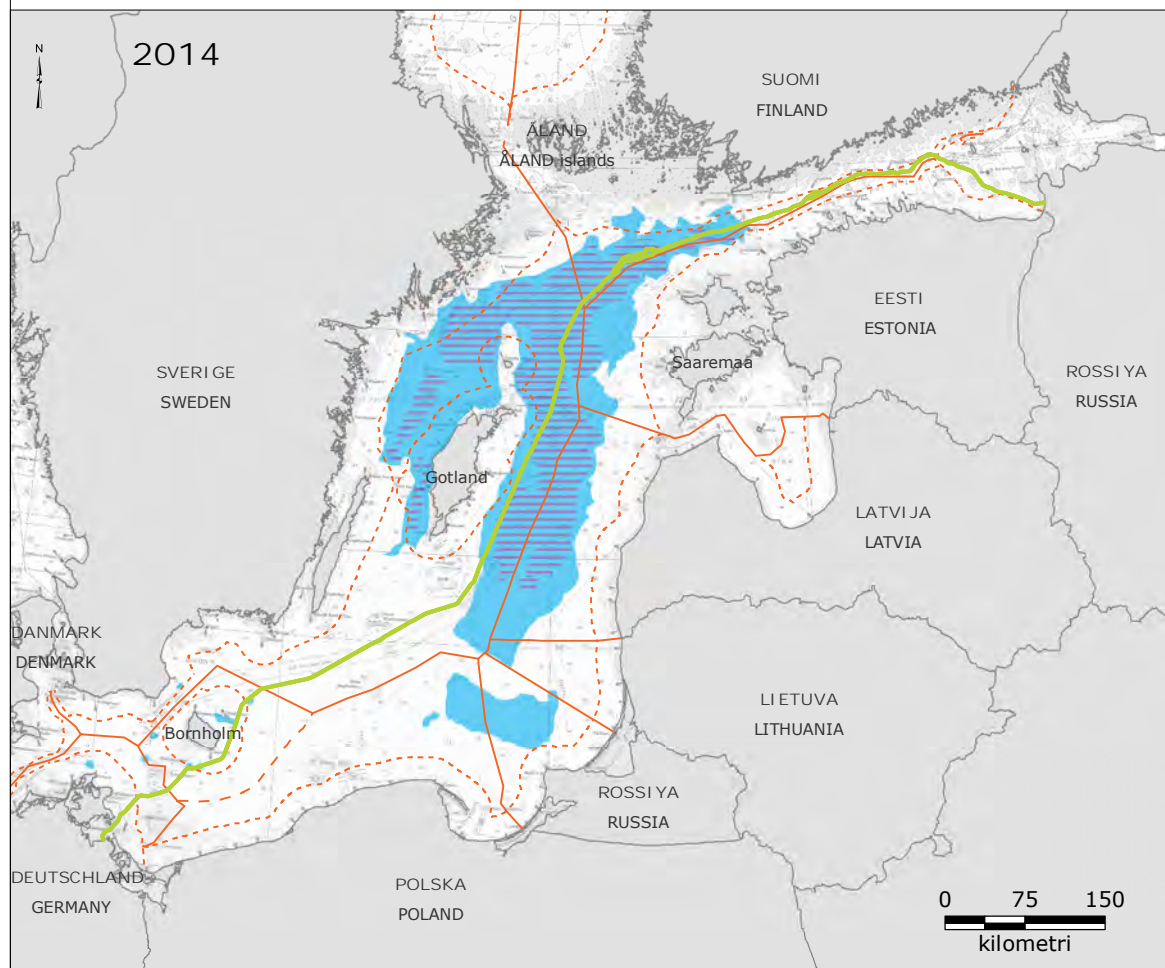 N
2014
SUOMI
FINLAND
ÅLAND
ÅLAND islands
EESTI
ESTONIA
Saaremaa
ROSSIYA
RUSSIA
SVERIGE
SWEDEN
Gotland
LATVIJA
LATVIA
DANMARK
DENMARK
LIETUVA
LITHUANIA
Bornholm
ROSSIYA
RUSSIA
DEUTSCHLAND
GERMANY
POLSKA
POLAND
0 75 150
kilometri